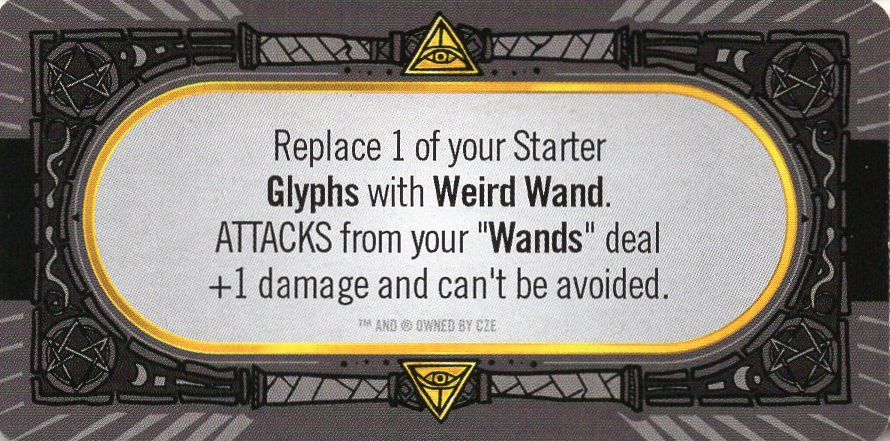 Replace 1 of your Starter
Glyphs with Weird Wand.
ATTACKS from your "Wands" deal
+1 damage and can't be avoided.
™ AND ® OWNED BY CZE